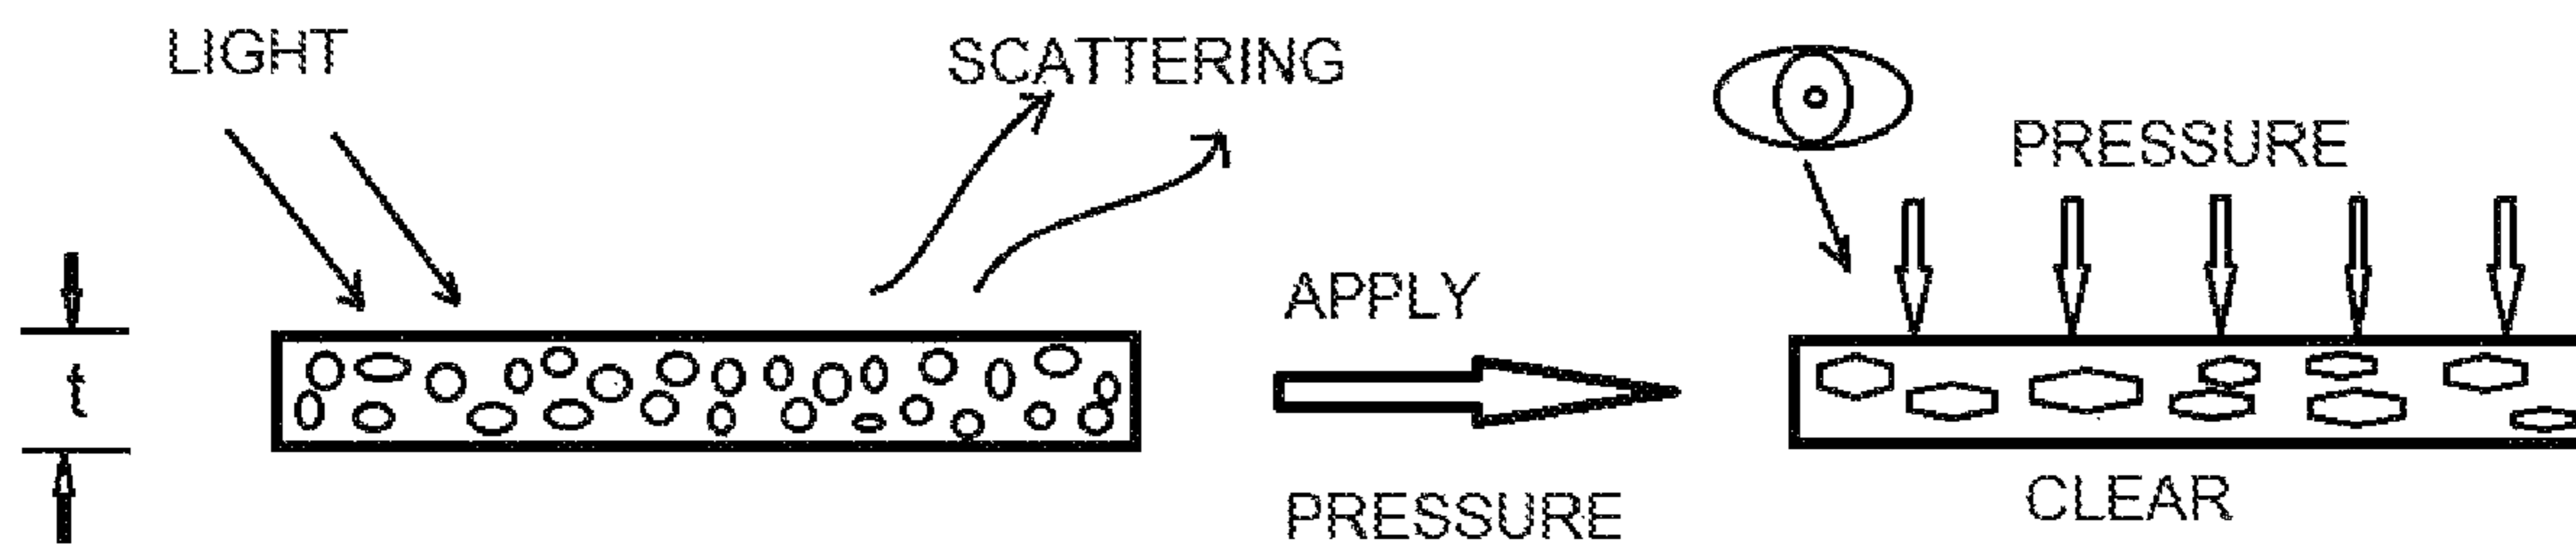 LIGHT
SCATTERING
PRESSURE
t
APPLY
PRESSURE
CLEAR